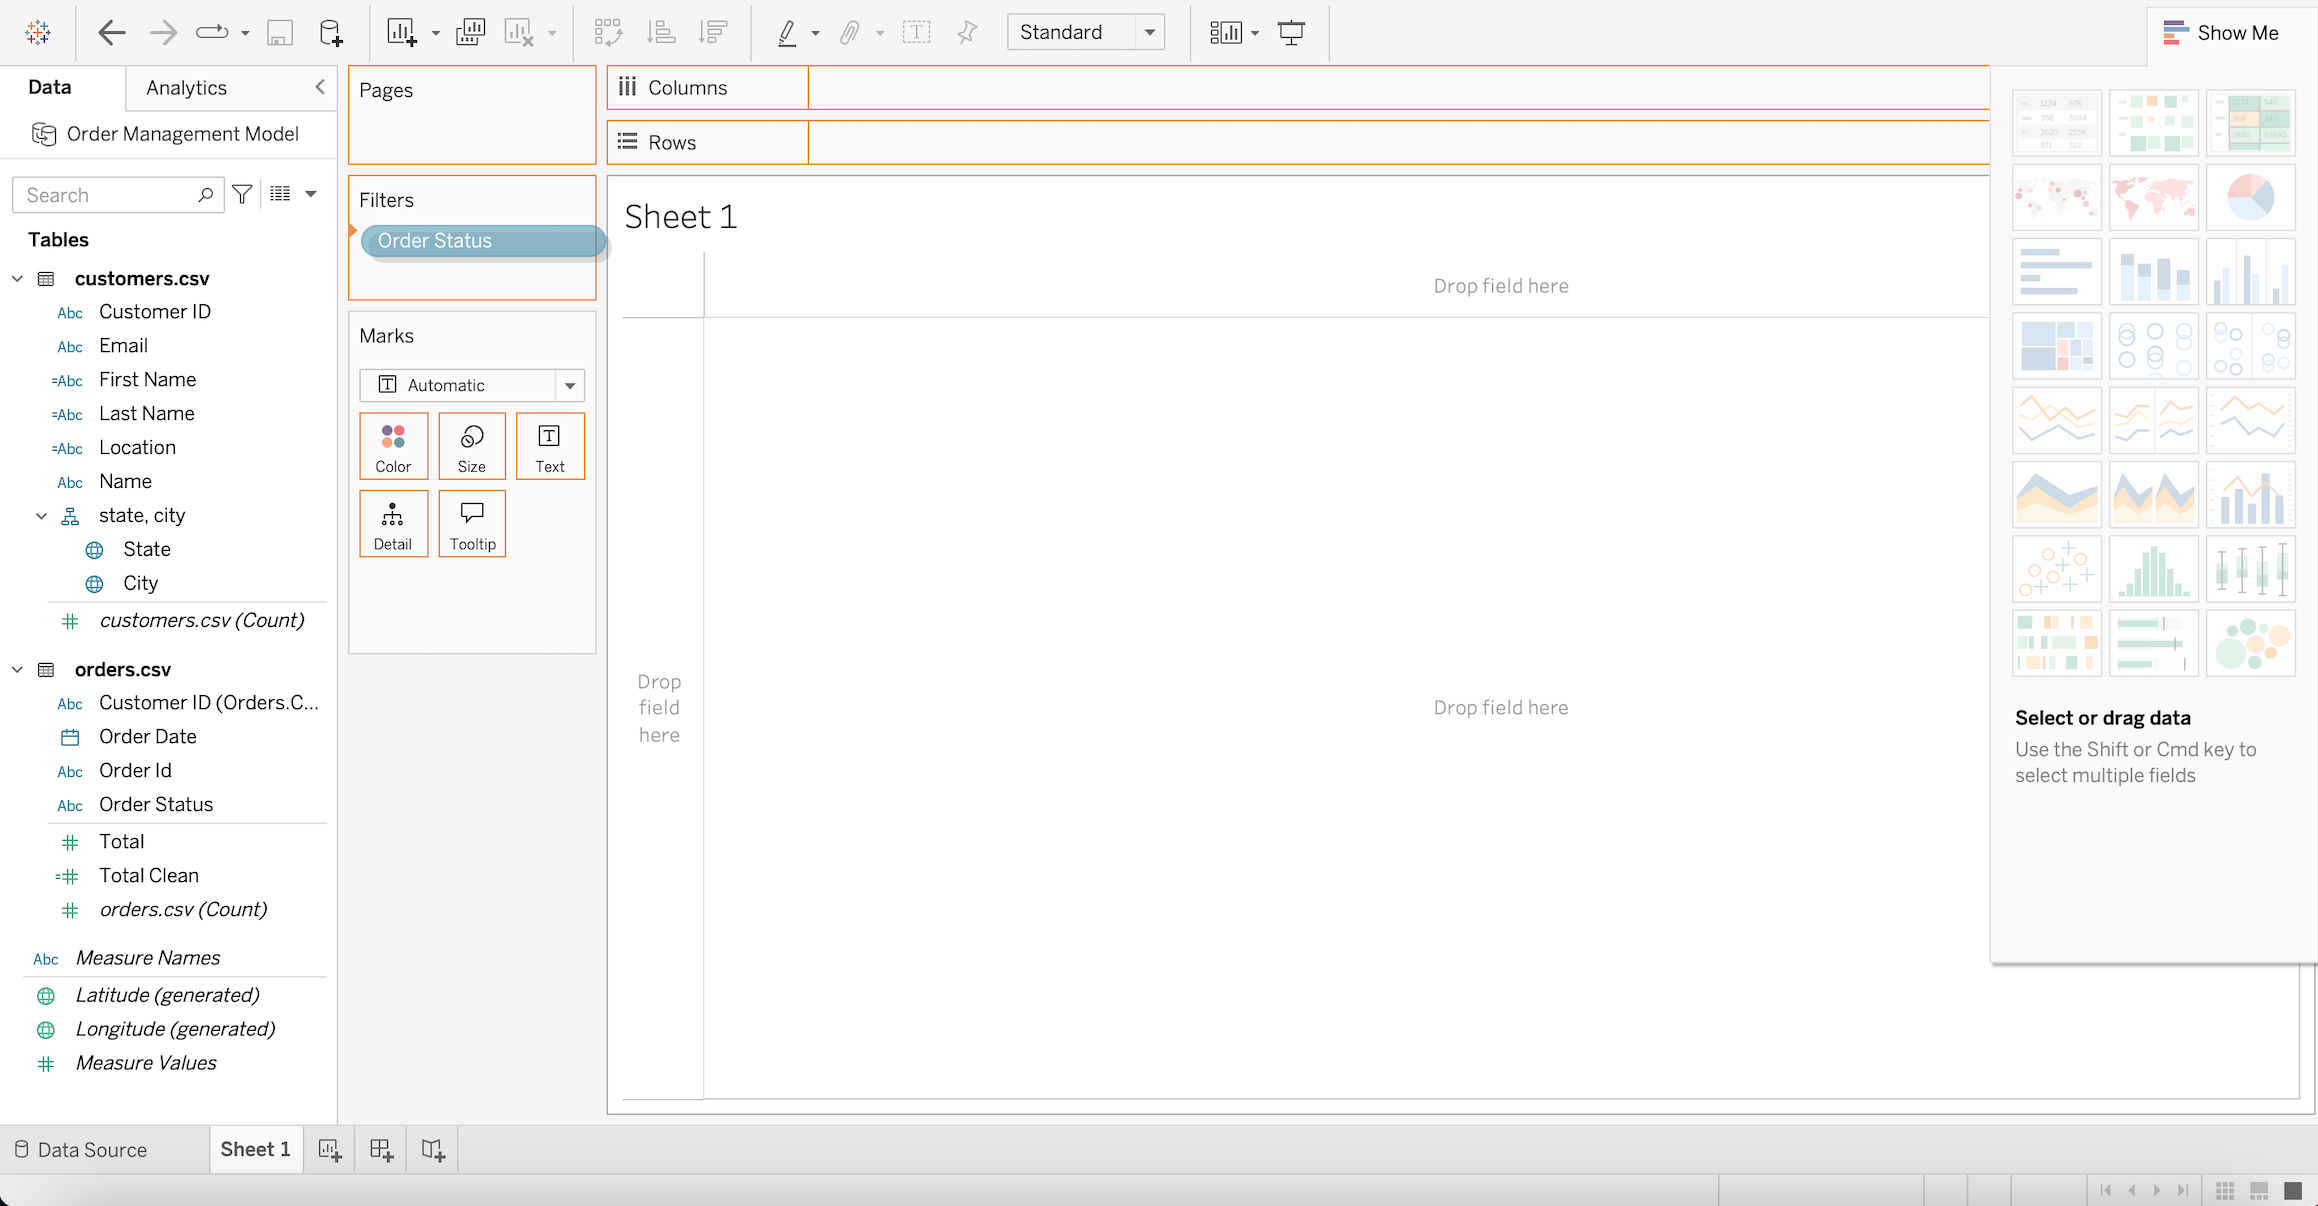 Standard
Show Me
Data
Analytics
Order Management Model
Search
Tables
customers.csv
Abc Customer ID
Abc Email
=Abc First Name
=Abc Last Name
=Abc Location
Abc Name
state, city
State
City
customers.csv (Count)
orders.csv
Abc Customer ID (Orders.C...
Order Date
Abc Order Id
Abc Order Status
Total
Total Clean
orders.csv (Count)
Abc Measure Names
Latitude (generated)
Longitude (generated)
Measure Values
Pages
Filters
Order Status
Marks
Automatic
Color
Size
Text
Detail
Tooltip
Columns
Rows
Sheet 1
Drop field here
Drop
field
here
Drop field here
Select or drag data
Use the Shift or Cmd key to
select multiple fields
Data Source
Sheet 1